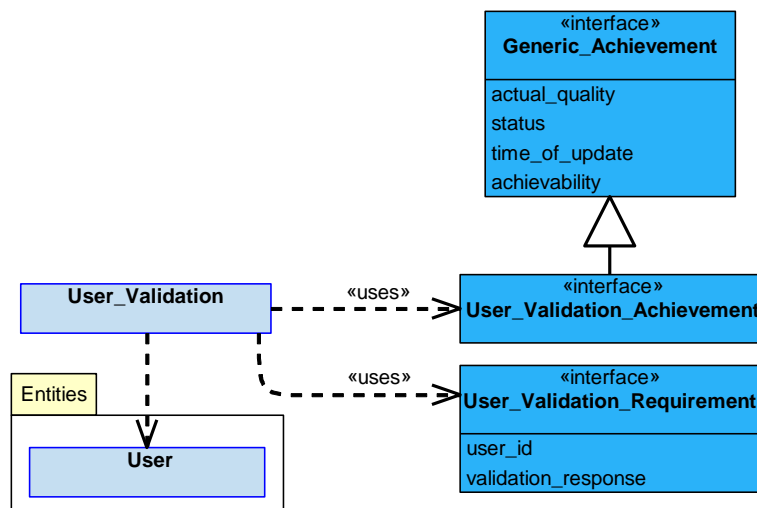 «interface»
Generic_Achievement
actual_quality
status
time_of_update
achievability
User_Validation
«uses»
«interface»
User_Validation_Achievement
«uses»
«interface»
User_Validation_Requirement
user_id
validation_response
Entities
User